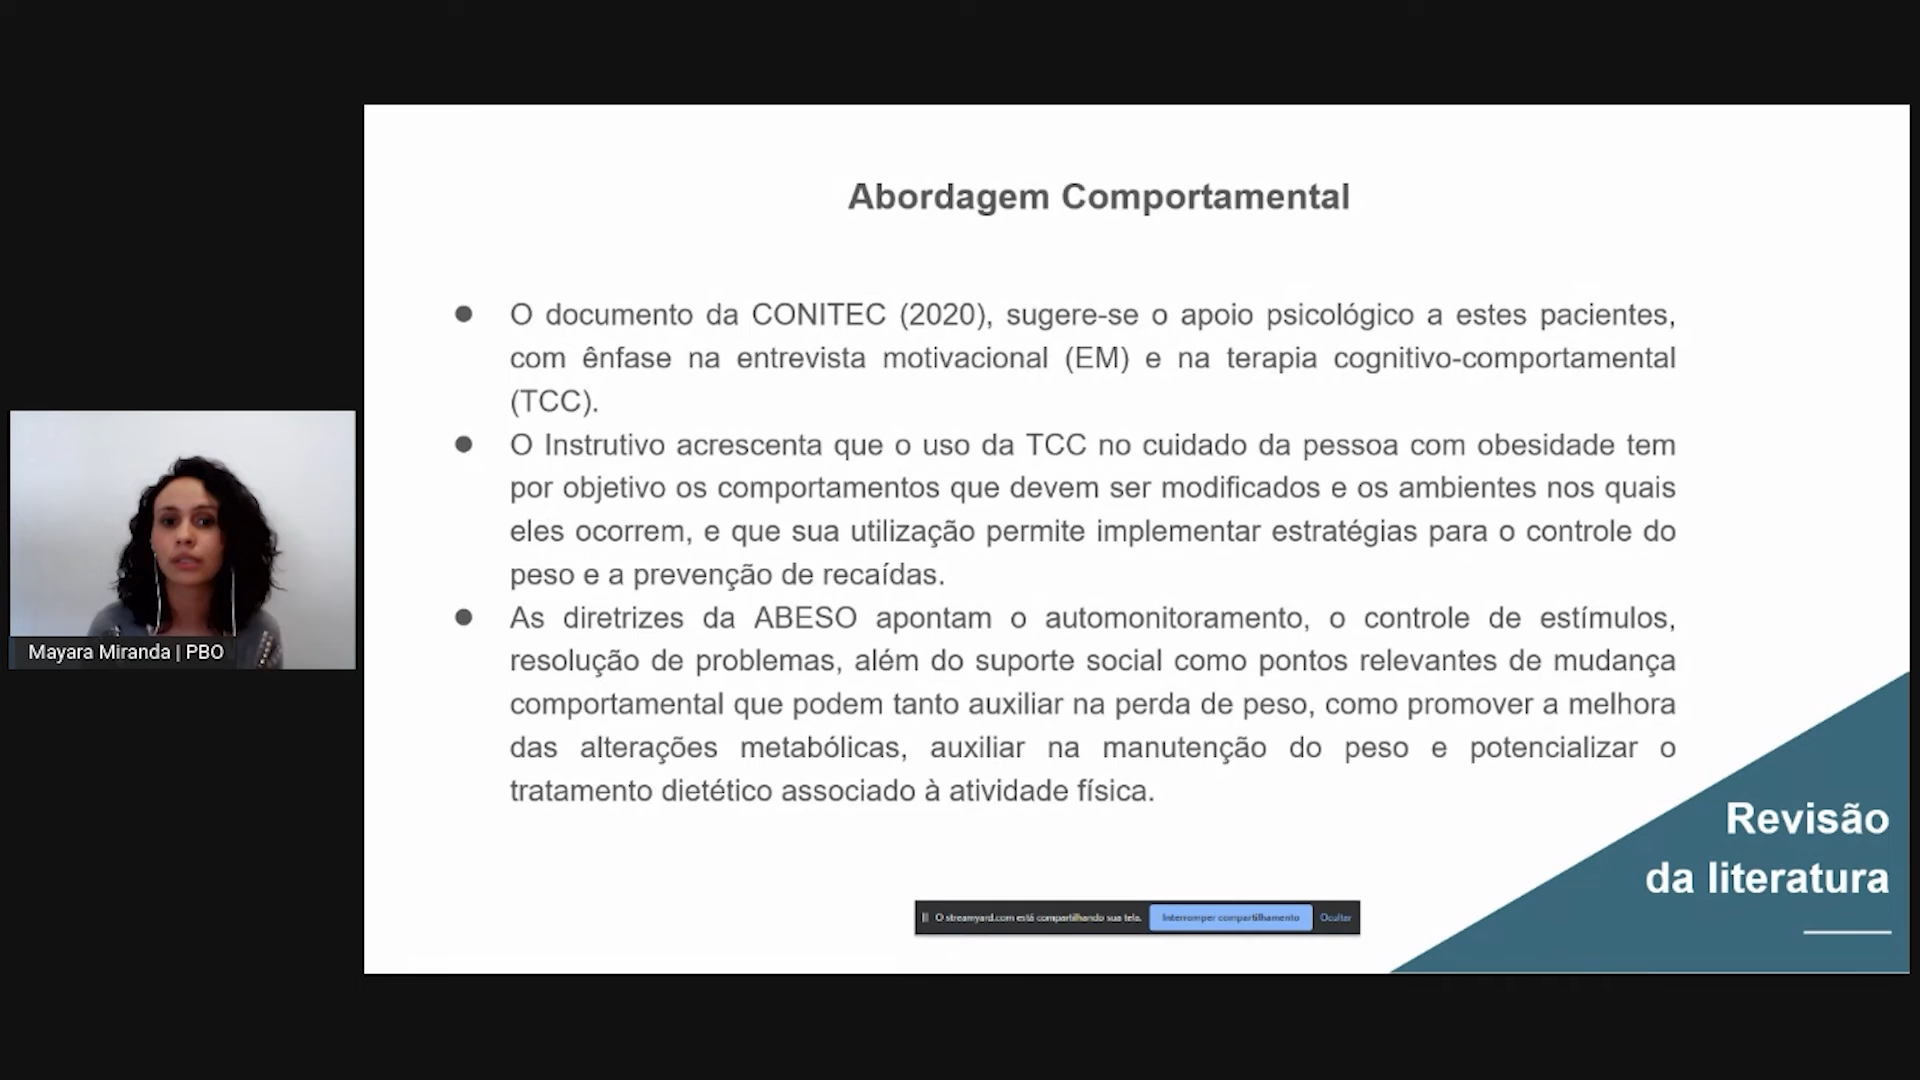 Abordagem Comportamental
● O documento da CONITEC (2020), sugere-se o apoio psicológico a estes pacientes,
com ênfase na entrevista motivacional (EM) e na terapia cognitivo-comportamental
(TCC).
● O Instrutivo acrescenta que o uso da TCC no cuidado da pessoa com obesidade tem
por objetivo os comportamentos que devem ser modificados e os ambientes nos quais
eles ocorrem, e que sua utilização permite implementar estratégias para o controle do
peso e a prevenção de recaídas.
● As diretrizes da ABESO apontam o automonitoramento, o controle de estímulos,
resolução de problemas, além do suporte social como pontos relevantes de mudança
comportamental que podem tanto auxiliar na perda de peso, como promover a melhora
das alterações metabólicas, auxiliar na manutenção do peso e potencializar o
tratamento dietético associado à atividade física.
Mayara Miranda | PBO
Revisão
da literatura
O streamyard.com está compartilhando sua tela. Interromper compartilhamento Ocultar